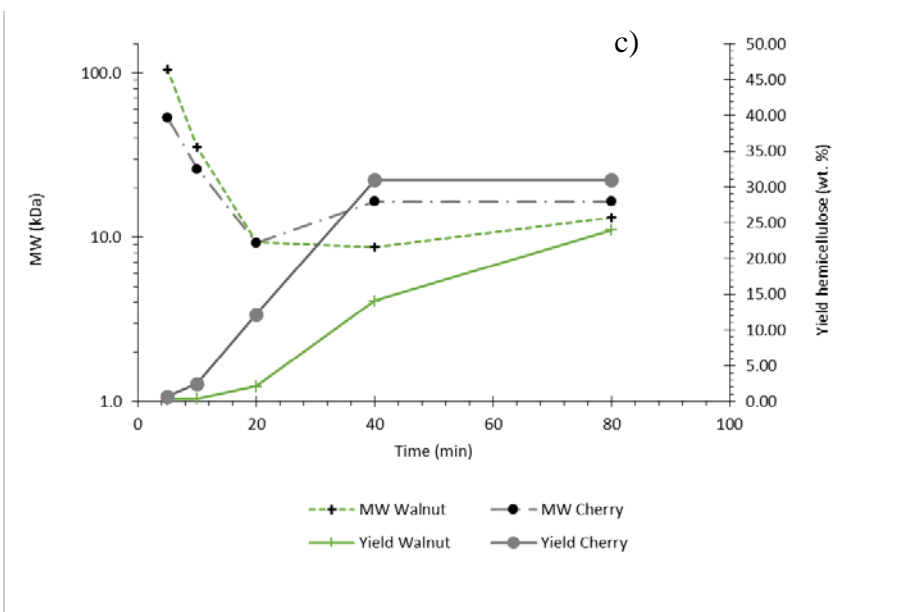 c)
100.0
10.0
1.0
MW (kDa)
50.00
45.00
40.00
35.00
30.00
25.00
20.00
15.00
10.00
5.00
0.00
Yield hemicellulose (wt. %)
0 20 40 60 80 100
Time (min)
MW Walnut MW Cherry
Yield Walnut Yield Cherry